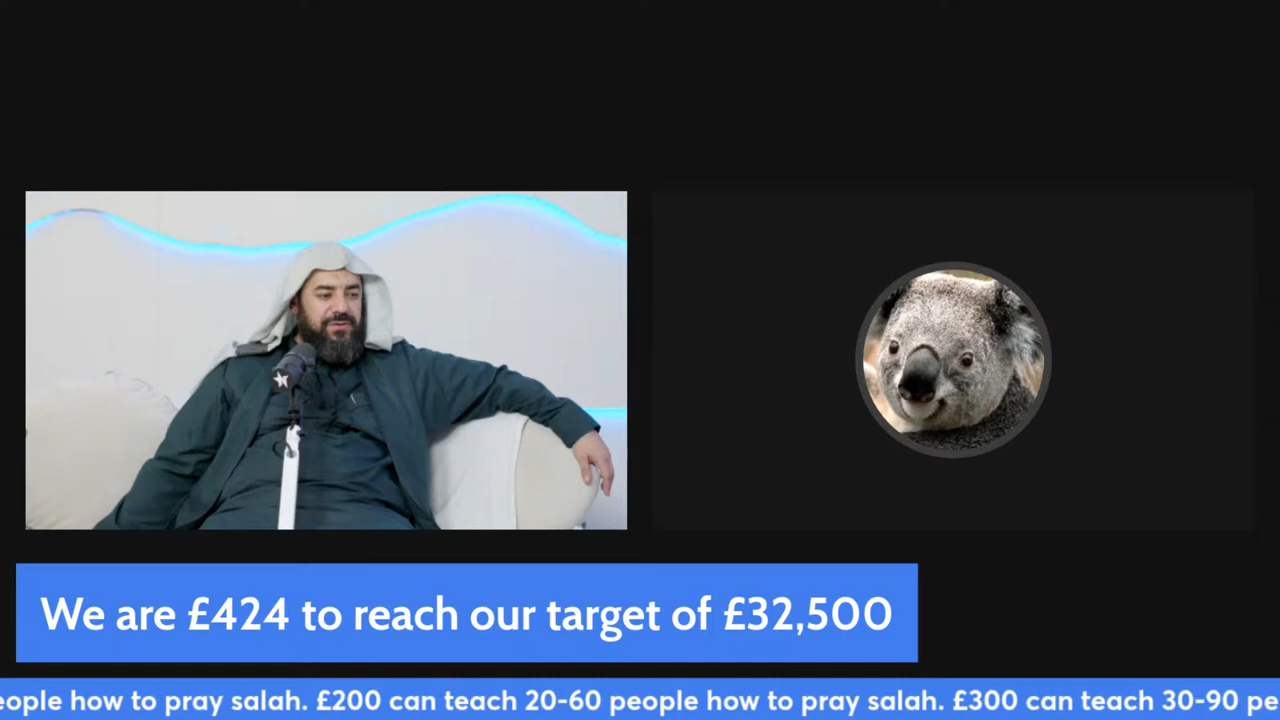 We are £424 to reach our target of £32,500
people how to pray salah. £200 can teach 20-60 people how to pray salah. £300 can teach 30-90 pe